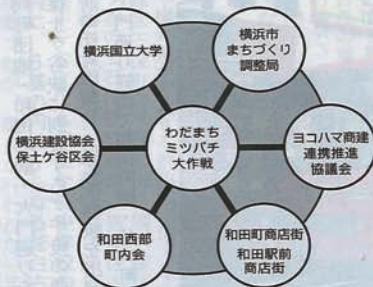 横浜国立大学
横浜市
まちづくり
調整局
横浜建設協会
保土ケ谷区会
わだまち
ミツバチ
大作戦
ヨコハマ商建
連携推進
協議会
和田西部
町内会
和田町商店街
和田駅前
商店街